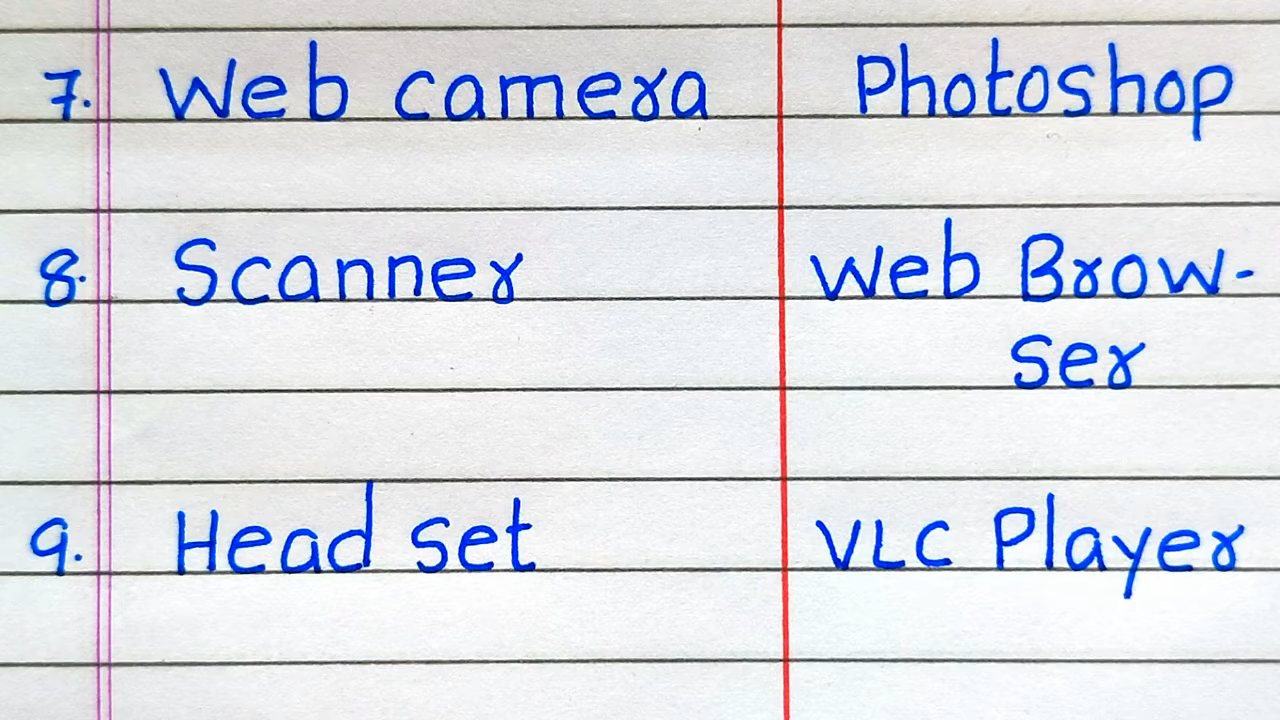 7. Web camera Photoshop
8. Scanner Web Brow-
ser
9. Head set VLC Player